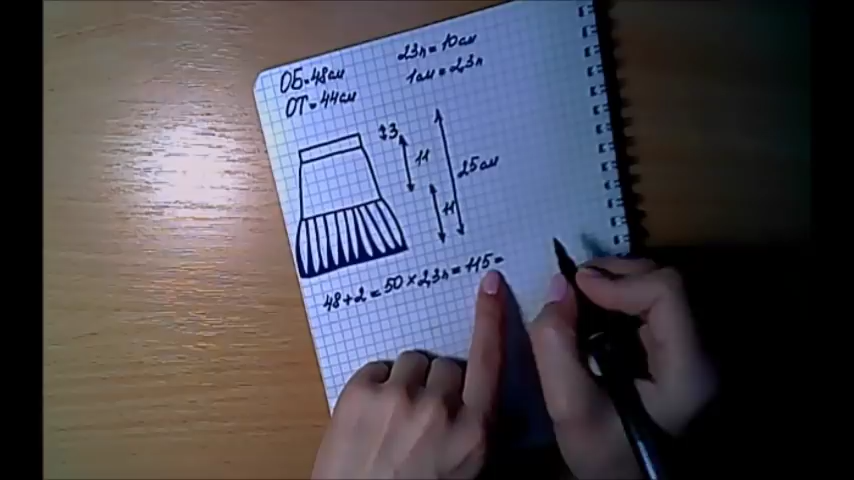 ОБ=48см
ОТ=44см
23п=10см
1см=2,3п
3
11
25см
11
48+2=50×2,3п=115=